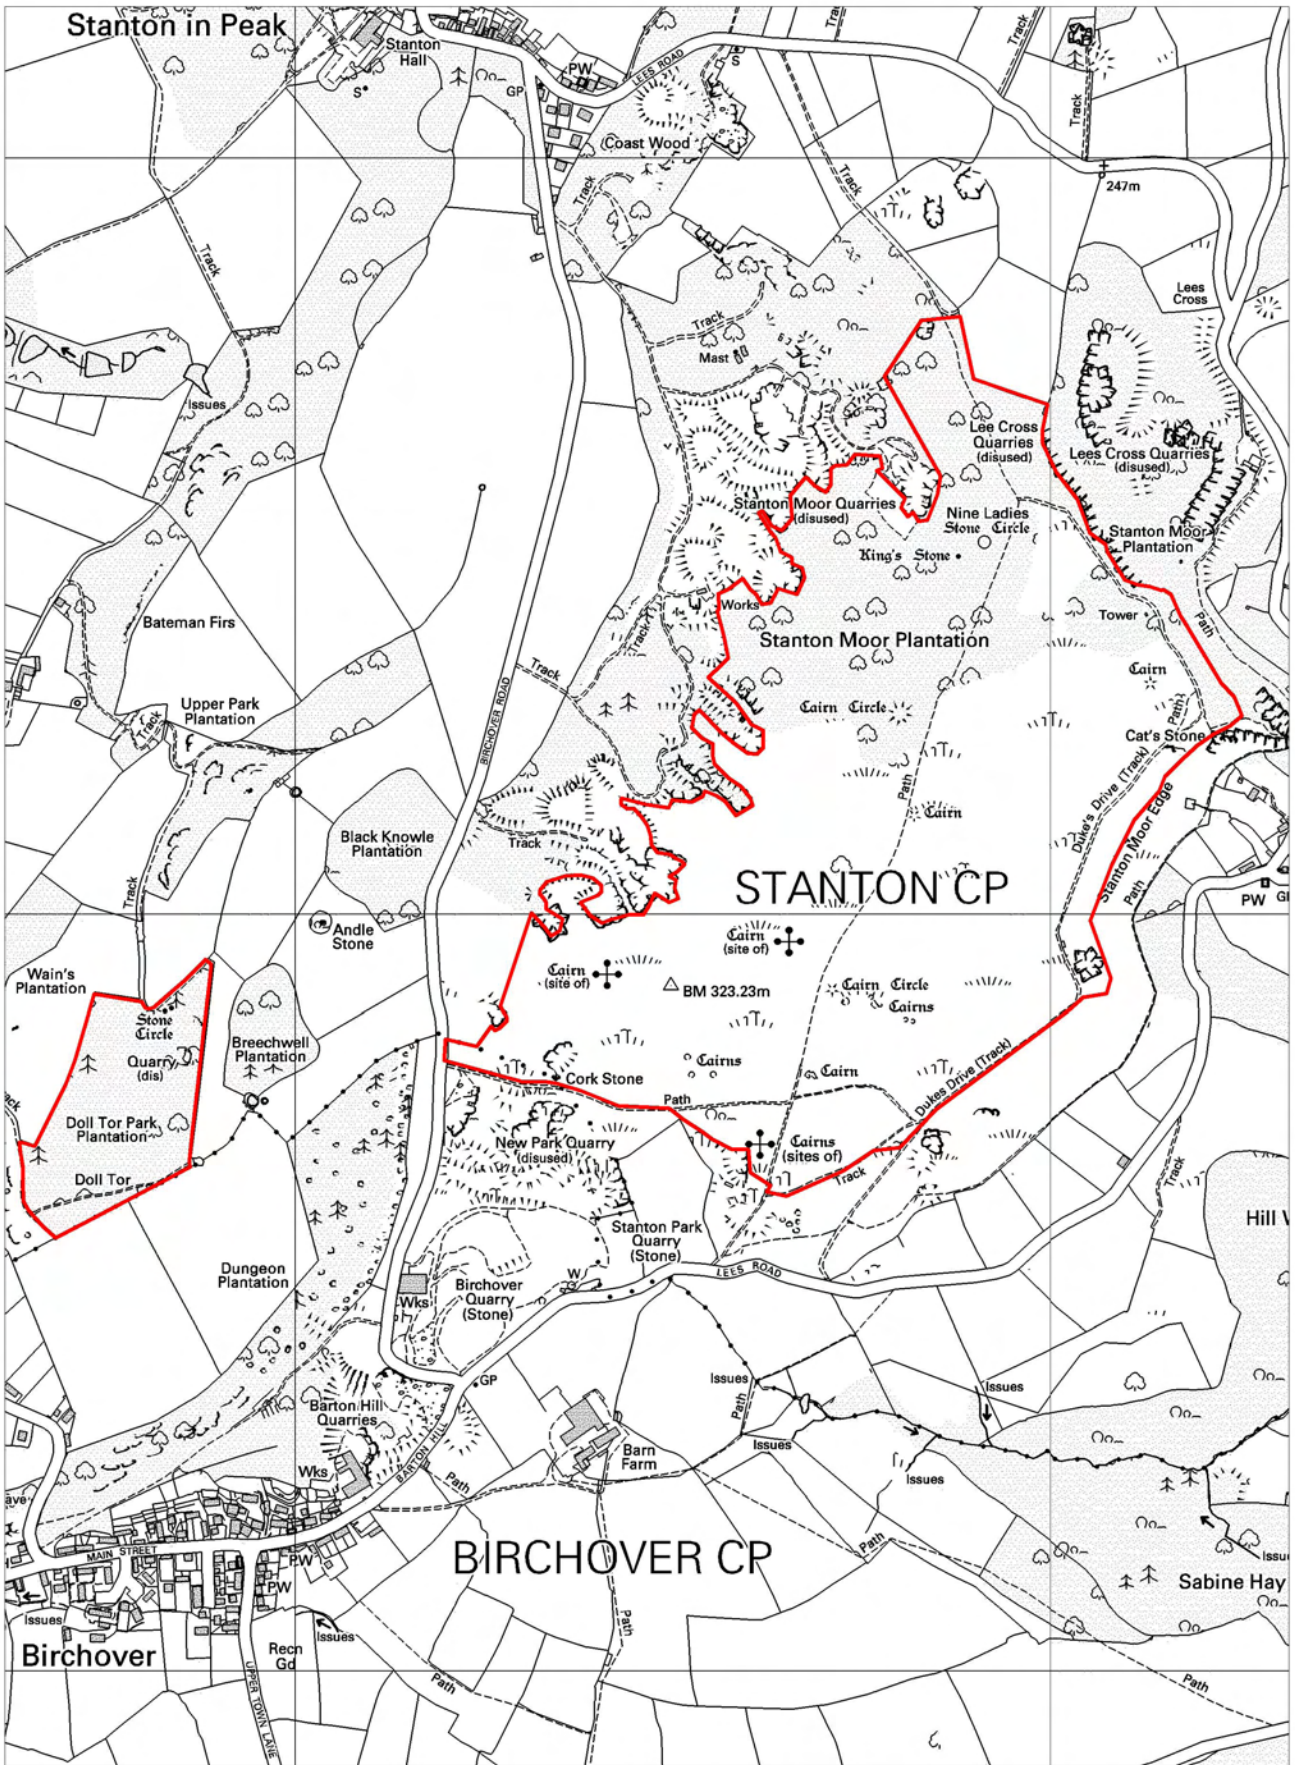 Stanton in Peak
Stanton
Hall
S
GP
PW
LEES ROAD
S
Track
Track
Track
Coast Wood
Track
Track
247m
Track
Lees
Cross
Issues
Track
Mast
Lee Cross
Quarries
(disused)
Lees Cross Quarries
(disused)
Stanton Moor Quarries
(disused)
Nine Ladies
Stone Circle
King's Stone
Stanton Moor
Plantation
Works
Tower
Path
Bateman Firs
Track
Stanton Moor Plantation
Track
Cairn
Upper Park
Plantation
Track
BIRCHOVER ROAD
Cairn Circle
Path
Cat's Stone
Path
Duke's Drive (Track)
Stanton Moor Edge
Cairn
Black Knowle
Plantation
Track
Track
Path
STANTON CP
PW
Andle
Stone
Cairn
(site of)
Wain's
Plantation
Cairn
(site of)
BM 323.23m
Cairn Circle
Cairns
Stone
Circle
Breechwell
Plantation
Quarry
(dis)
Cairns
Cairn
Cork Stone
Path
Dukes Drive (Track)
Doll Tor Park
Plantation
New Park Quarry
(disused)
Cairns
(sites of)
Doll Tor
Track
Track
Stanton Park
Quarry
(Stone)
Hill
Dungeon
Plantation
LEES ROAD
W
Wks
Birchover
Quarry
(Stone)
GP
Issues
Issues
Path
Barton Hill
Quarries
Issues
Barn
Farm
Issues
BARTON HILL
Wks
Path
MAIN STREET
PW
BIRCHOVER CP
Path
PW
Sabine Hay
Issues
Issues
Birchover
Recn
Gd
Path
UPPER TOWN LANE
Path
Path